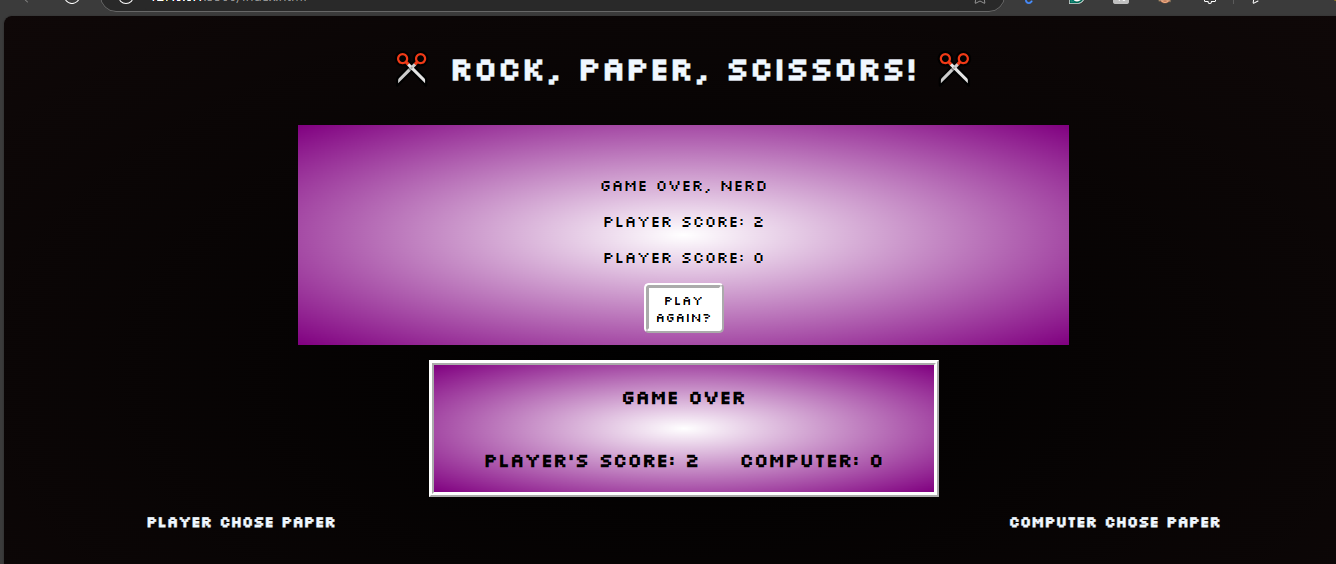 ROCK, PAPER, SCISSORS!
GAME OVER, NERD
PLAYER SCORE: 2
PLAYER SCORE: 0
PLAY
AGAIN?
GAME OVER
PLAYER'S SCORE: 2 COMPUTER: 0
PLAYER CHOSE PAPER COMPUTER CHOSE PAPER